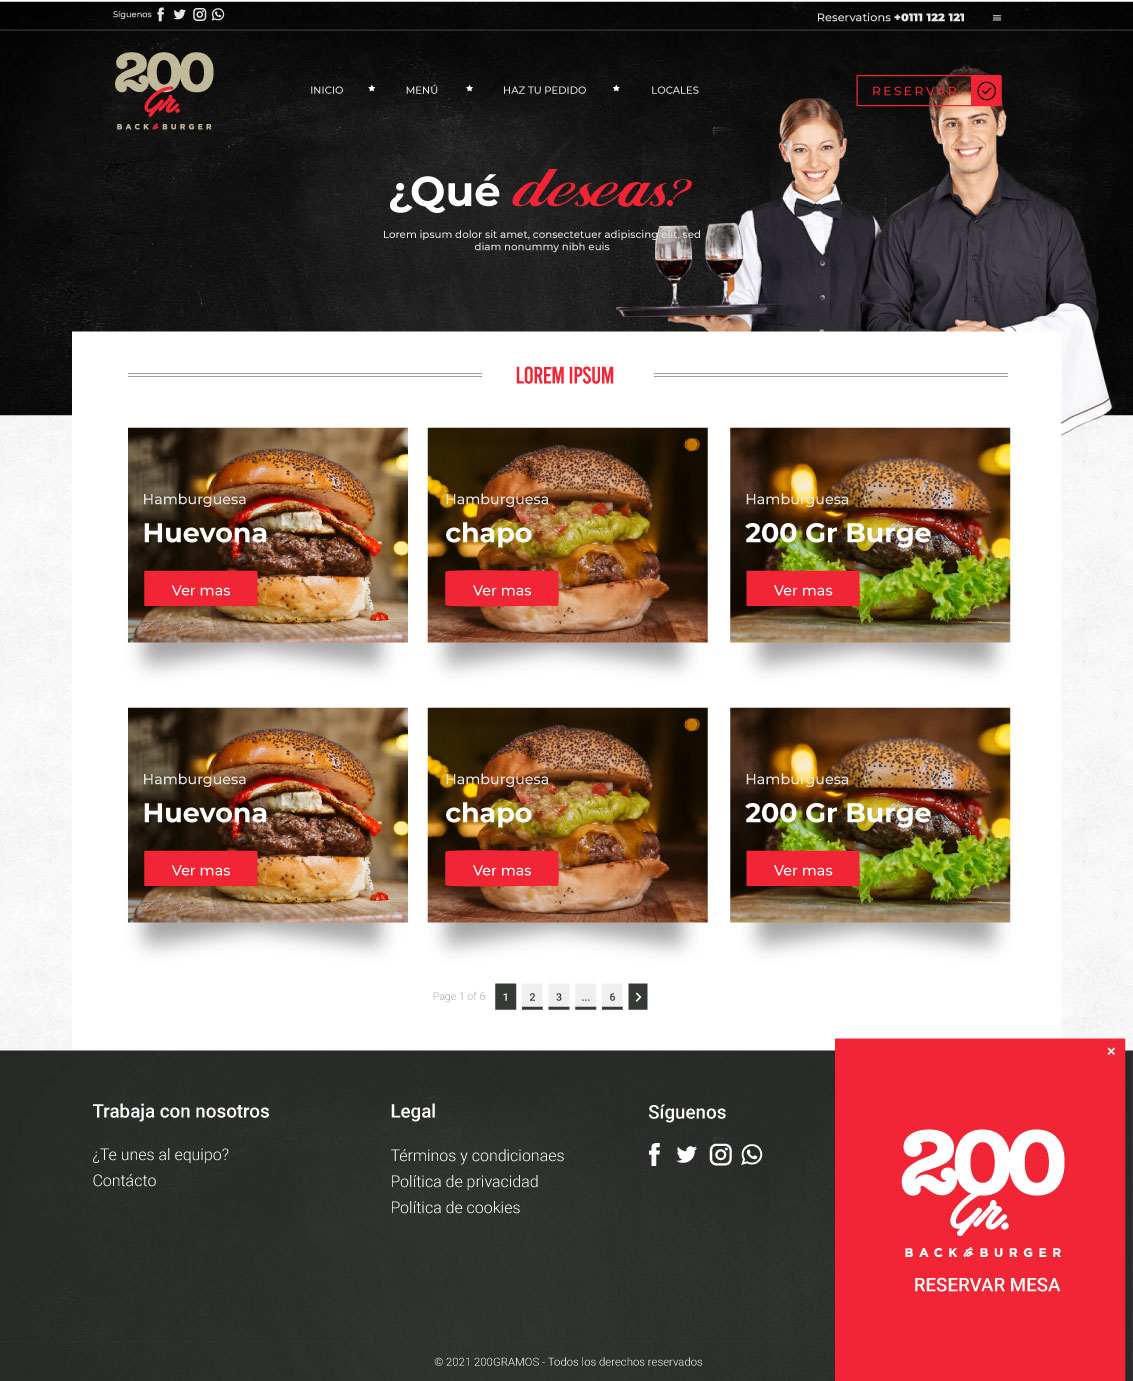 Síguenos
Reservations +0111 122 121
200
Gr.
BACK & BURGER
INICIO
MENÚ
HAZ TU PEDIDO
LOCALES
RESERVAR
¿Qué deseas?
Lorem ipsum dolor sit amet, consectetuer adipiscing elit, sed
diam nonummy nibh euis
LOREM IPSUM
Hamburguesa
Huevona
Ver mas
Hamburguesa
chapo
Ver mas
Hamburguesa
200 Gr Burge
Ver mas
Hamburguesa
Huevona
Ver mas
Hamburguesa
chapo
Ver mas
Hamburguesa
200 Gr Burge
Ver mas
Page 1 of 6 1 2 3 ... 6
Trabaja con nosotros
¿Te unes al equipo?
Contácto
Legal
Términos y condicionaes
Política de privacidad
Política de cookies
Síguenos
200
Gr.
BACK & BURGER
RESERVAR MESA
© 2021 200GRAMOS - Todos los derechos reservados